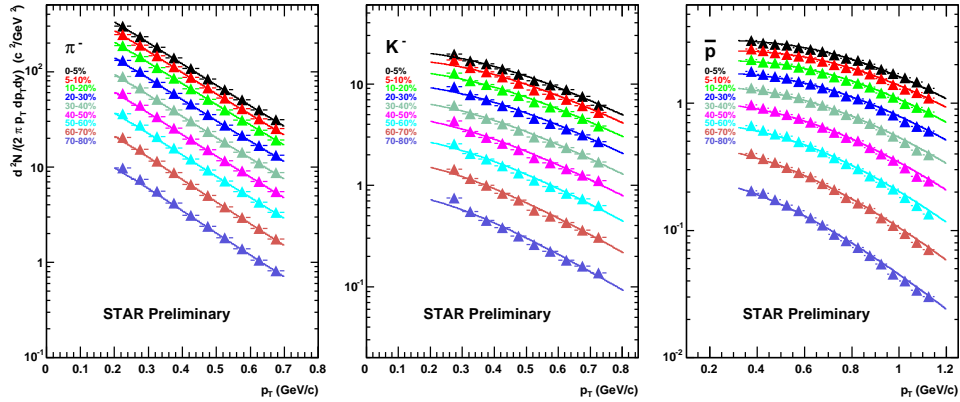 d²N/(2 π p_T dp_T dy) (c²/GeV²)
10²
10
1
10⁻¹
π⁻
0-5%
5-10%
10-20%
20-30%
30-40%
40-50%
50-60%
60-70%
70-80%
STAR Preliminary
0 0.1 0.2 0.3 0.4 0.5 0.6 0.7 0.8
p_T (GeV/c)
10
1
10⁻¹
K⁻
0-5%
5-10%
10-20%
20-30%
30-40%
40-50%
50-60%
60-70%
70-80%
STAR Preliminary
0 0.1 0.2 0.3 0.4 0.5 0.6 0.7 0.8
p_T (GeV/c)
1
10⁻¹
10⁻²
p̅
0-5%
5-10%
10-20%
20-30%
30-40%
40-50%
50-60%
60-70%
70-80%
STAR Preliminary
0 0.2 0.4 0.6 0.8 1 1.2
p_T (GeV/c)